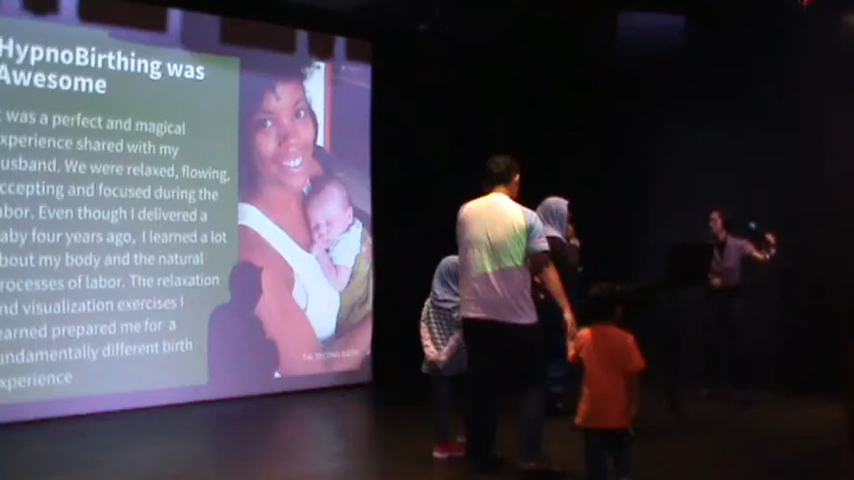 HypnoBirthing was
Awesome
t was a perfect and magical
xperience shared with my
usband. We were relaxed, flowing,
ccepting and focused during the
abor. Even though I delivered a
aby four years ago, I learned a lot
bout my body and the natural
rocesses of labor. The relaxation
nd visualization exercises I
earned prepared me for a
undamentally different birth
xperience